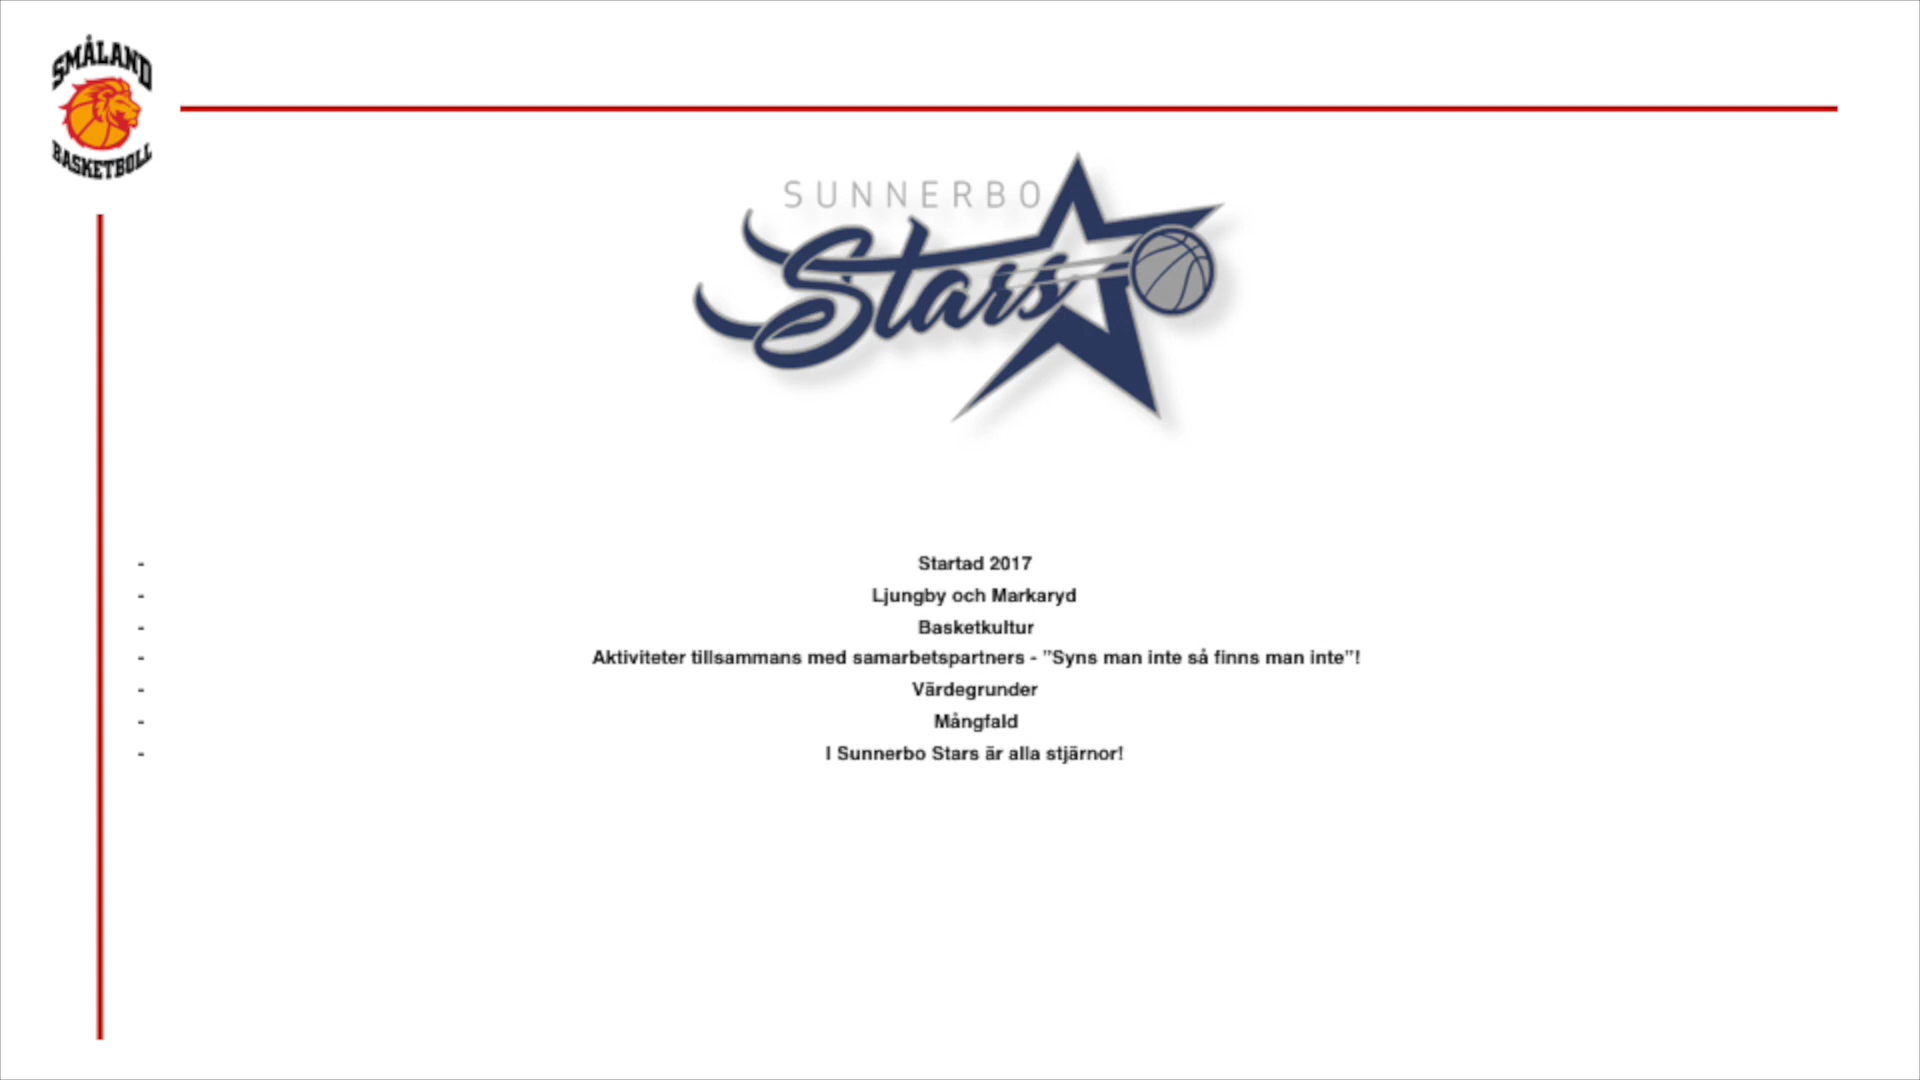 SMÅLAND
BASKETBOLL
SUNNERBO
Stars
- Startad 2017
- Ljungby och Markaryd
- Basketkultur
- Aktiviteter tillsammans med samarbetspartners - ”Syns man inte så finns man inte”!
- Värdegrunder
- Mångfald
- I Sunnerbo Stars är alla stjärnor!